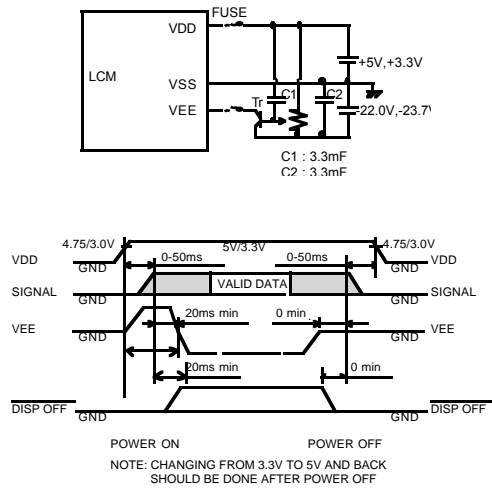 FUSE
VDD
LCM
+5V,+3.3V
VSS
C1
C2
VEE
Tr
-22.0V,-23.7V
C1 : 3.3mF
C2 : 3.3mF
4.75/3.0V
5V/3.3V
4.75/3.0V
VDD
0-50ms
0-50ms
VDD
GND
GND
SIGNAL
VALID DATA
SIGNAL
GND
GND
20ms min
0 min
VEE
VEE
20ms min
0 min
DISP OFF
GND
GND
DISP OFF
POWER ON
POWER OFF
NOTE: CHANGING FROM 3.3V TO 5V AND BACK
SHOULD BE DONE AFTER POWER OFF